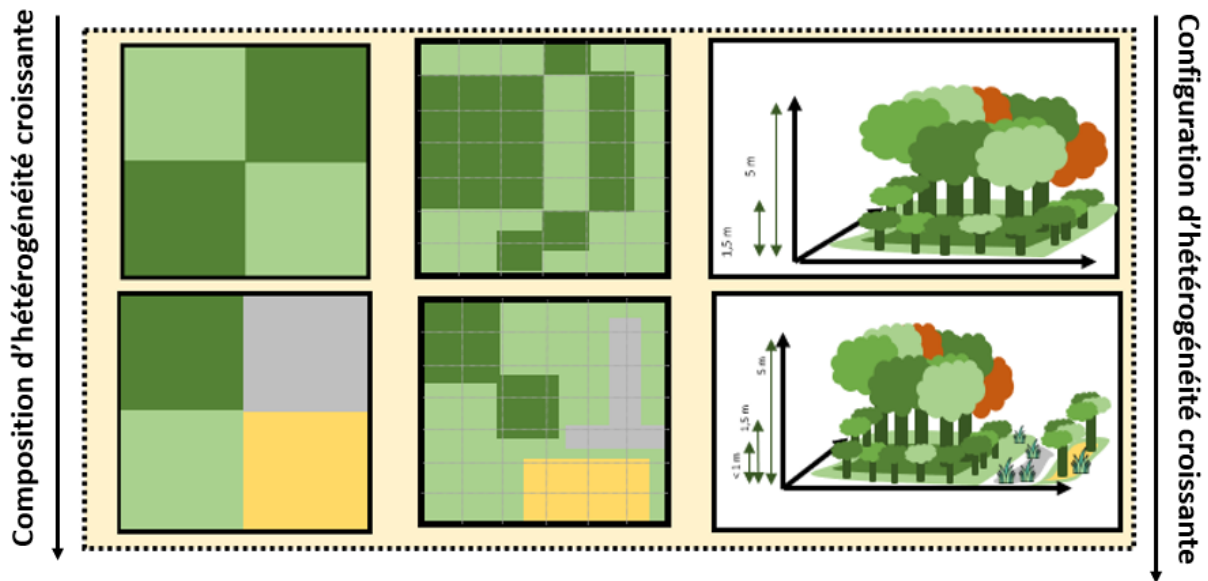 Composition d'hétérogénéité croissante
5 m
1,5 m
5 m
1,5 m
< 1 m
Configuration d'hétérogénéité croissante